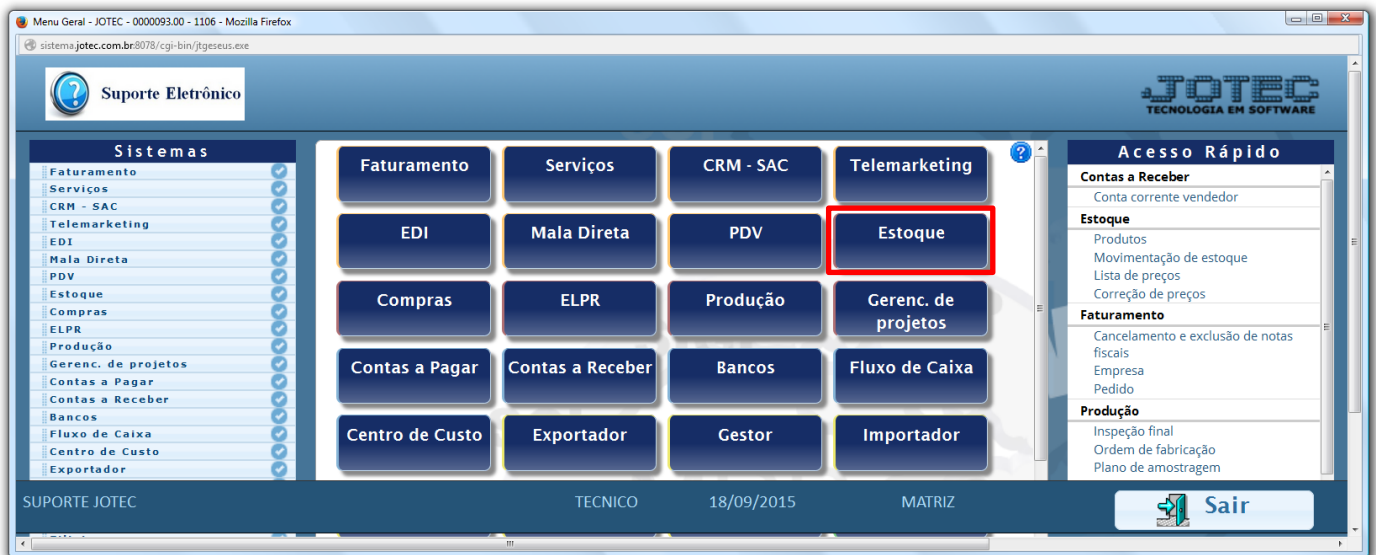 Menu Geral - JOTEC - 0000093.00 - 1106 - Mozilla Firefox
sistema.jotec.com.br:8078/cgi-bin/jtgeseus.exe
Suporte Eletrônico
JOTEC
TECNOLOGIA EM SOFTWARE
Sistemas
Faturamento
Serviços
CRM - SAC
Telemarketing
EDI
Mala Direta
PDV
Estoque
Compras
ELPR
Produção
Gerenc. de projetos
Contas a Pagar
Contas a Receber
Bancos
Fluxo de Caixa
Centro de Custo
Exportador
Faturamento Serviços CRM - SAC Telemarketing
EDI Mala Direta PDV Estoque
Compras ELPR Produção Gerenc. de
projetos
Contas a Pagar Contas a Receber Bancos Fluxo de Caixa
Centro de Custo Exportador Gestor Importador
Acesso Rápido
Contas a Receber
Conta corrente vendedor
Estoque
Produtos
Movimentação de estoque
Lista de preços
Correção de preços
Faturamento
Cancelamento e exclusão de notas
fiscais
Empresa
Pedido
Produção
Inspeção final
Ordem de fabricação
Plano de amostragem
SUPORTE JOTEC TECNICO 18/09/2015 MATRIZ Sair